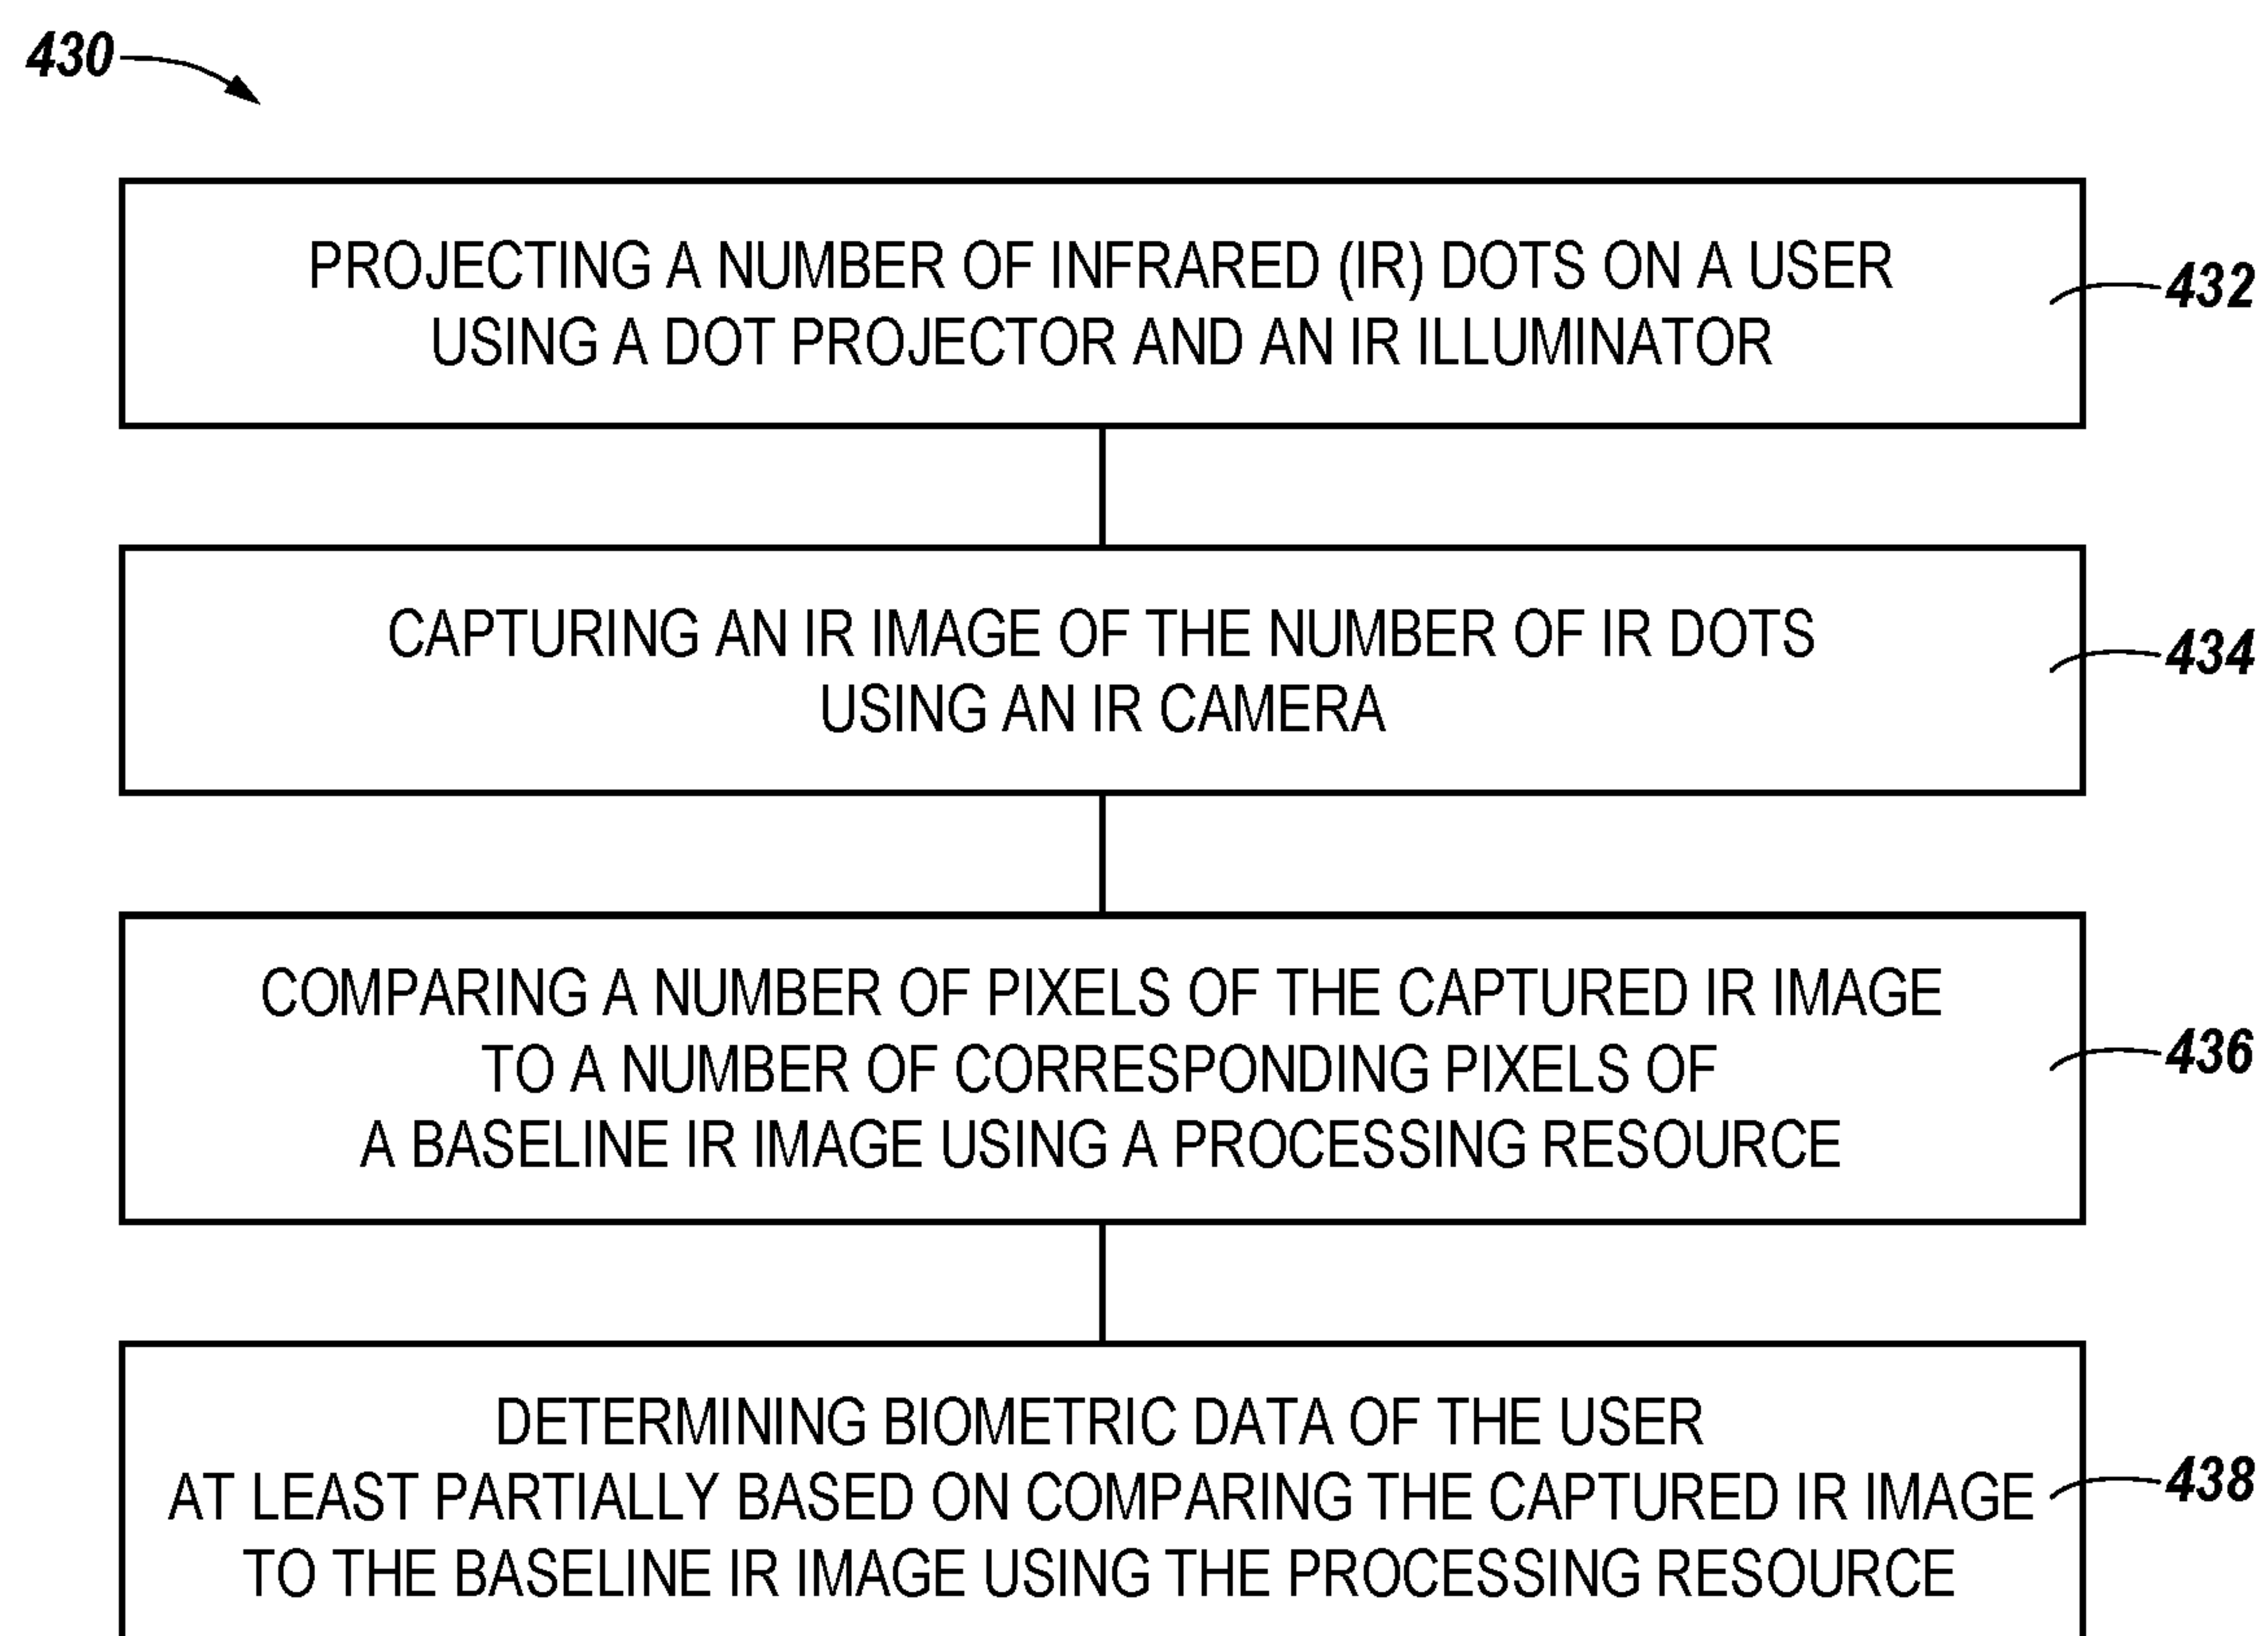 430
PROJECTING A NUMBER OF INFRARED (IR) DOTS ON A USER
USING A DOT PROJECTOR AND AN IR ILLUMINATOR
432
CAPTURING AN IR IMAGE OF THE NUMBER OF IR DOTS
USING AN IR CAMERA
434
COMPARING A NUMBER OF PIXELS OF THE CAPTURED IR IMAGE
TO A NUMBER OF CORRESPONDING PIXELS OF
A BASELINE IR IMAGE USING A PROCESSING RESOURCE
436
DETERMINING BIOMETRIC DATA OF THE USER
AT LEAST PARTIALLY BASED ON COMPARING THE CAPTURED IR IMAGE
TO THE BASELINE IR IMAGE USING THE PROCESSING RESOURCE
438